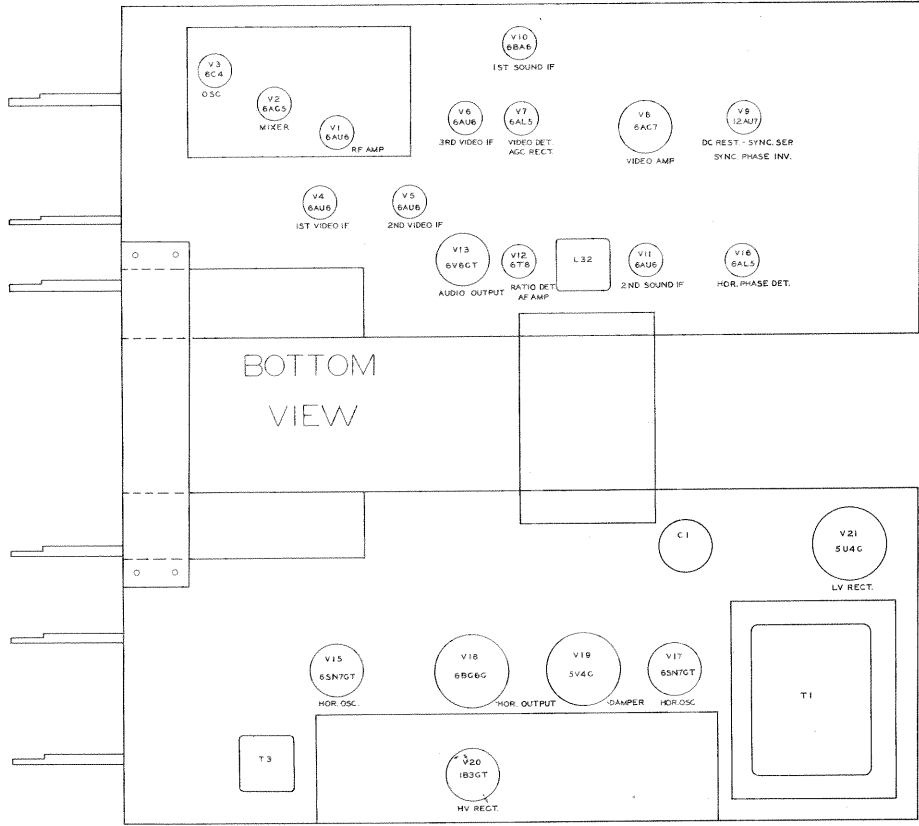 V10
6BA6
1ST SOUND IF
V3
6C4
OSC
V2
6AG5
MIXER
V1
6AU6
RF AMP
V6
6AU6
3RD VIDEO IF
V7
6AL5
VIDEO DET.
AGC RECT.
V8
6AC7
VIDEO AMP
V9
12AU7
DC REST. - SYNC. SER
SYNC. PHASE INV.
V4
6AU6
1ST VIDEO IF
V5
6AU6
2ND VIDEO IF
V13
6V6GT
AUDIO OUTPUT
V12
6T8
RATIO DET.
AF AMP
L32
V11
6AU6
2ND SOUND IF
V16
6AL5
HOR. PHASE DET.
BOTTOM
VIEW
C1
V21
5U4G
LV RECT.
V15
6SN7GT
HOR. OSC.
V18
6BG6G
HOR. OUTPUT
V19
5V4G
DAMPER
V17
6SN7GT
HOR. OSC
T1
T3
V20
1B3GT
HV RECT.